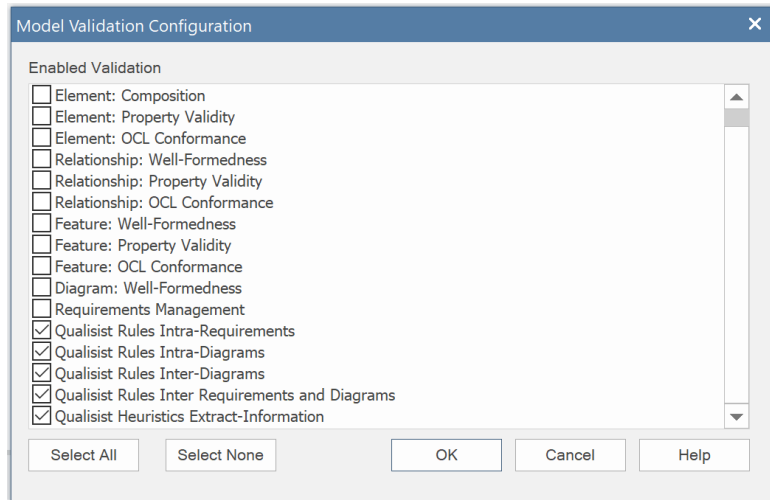 Model Validation Configuration
Enabled Validation
Element: Composition
Element: Property Validity
Element: OCL Conformance
Relationship: Well-Formedness
Relationship: Property Validity
Relationship: OCL Conformance
Feature: Well-Formedness
Feature: Property Validity
Feature: OCL Conformance
Diagram: Well-Formedness
Requirements Management
Qualisist Rules Intra-Requirements
Qualisist Rules Intra-Diagrams
Qualisist Rules Inter-Diagrams
Qualisist Rules Inter Requirements and Diagrams
Qualisist Heuristics Extract-Information
Select All Select None OK Cancel Help